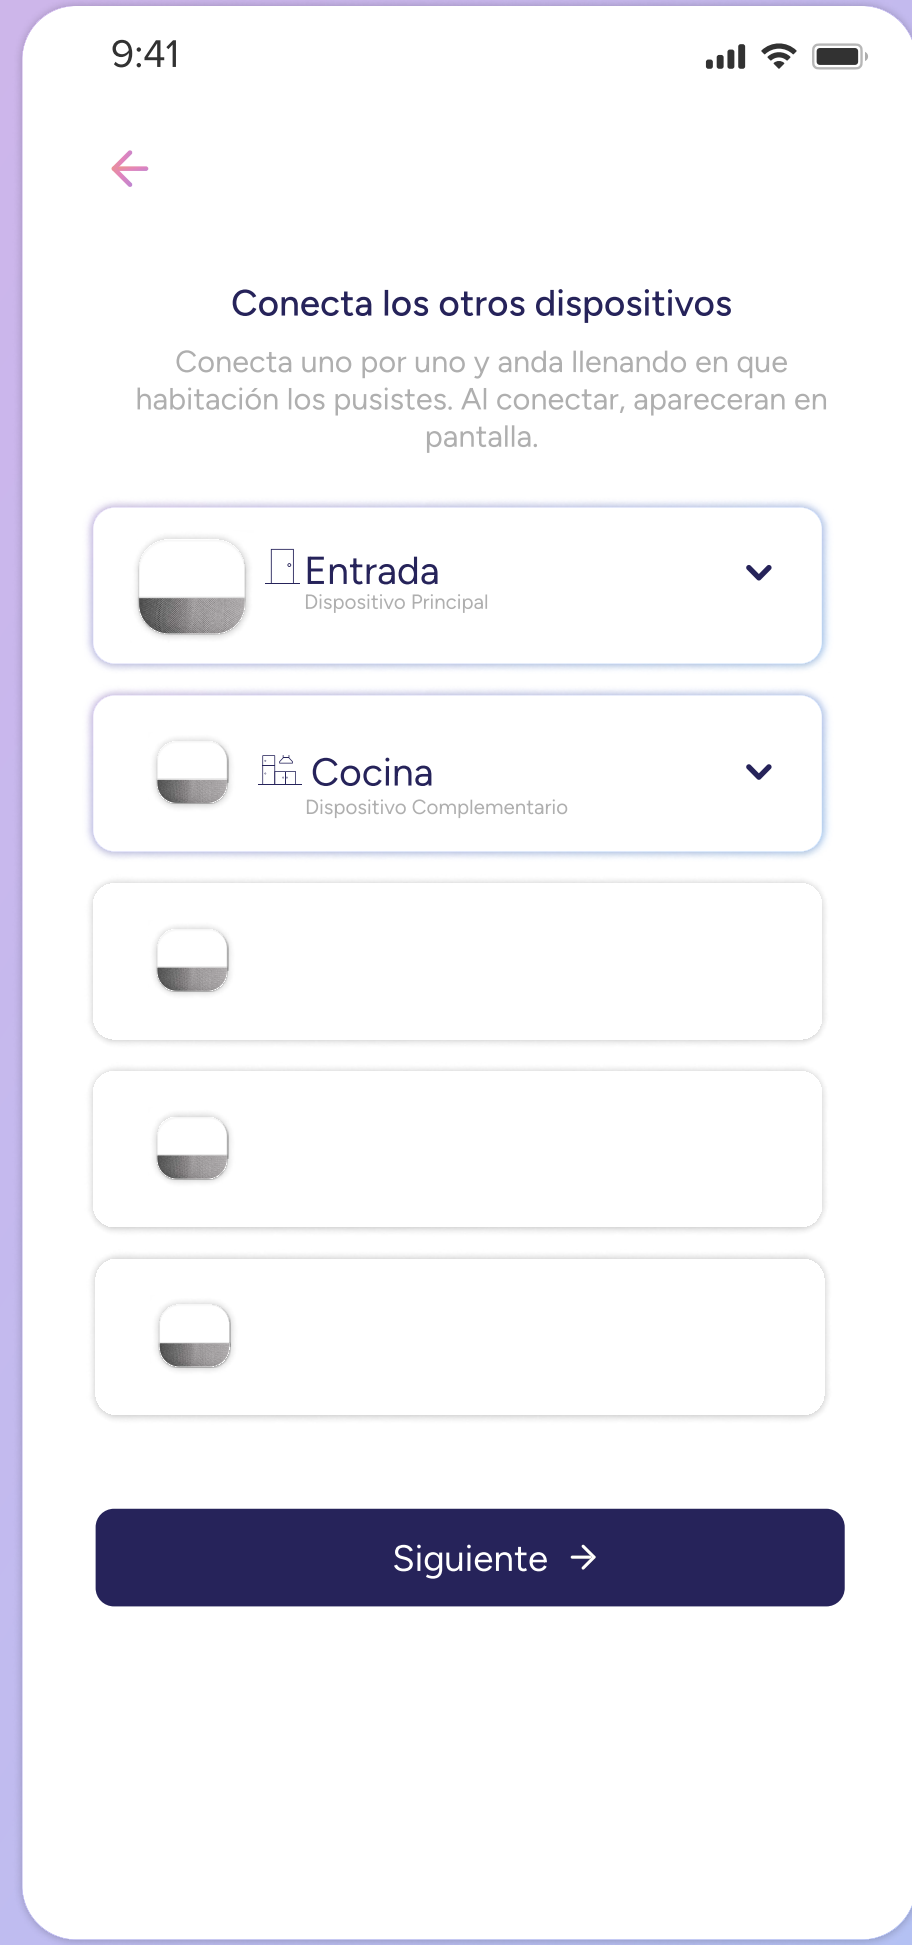 9:41
Conecta los otros dispositivos
Conecta uno por uno y anda llenando en que
habitación los pusistes. Al conectar, apareceran en
pantalla.
Entrada
Dispositivo Principal
Cocina
Dispositivo Complementario
Siguiente